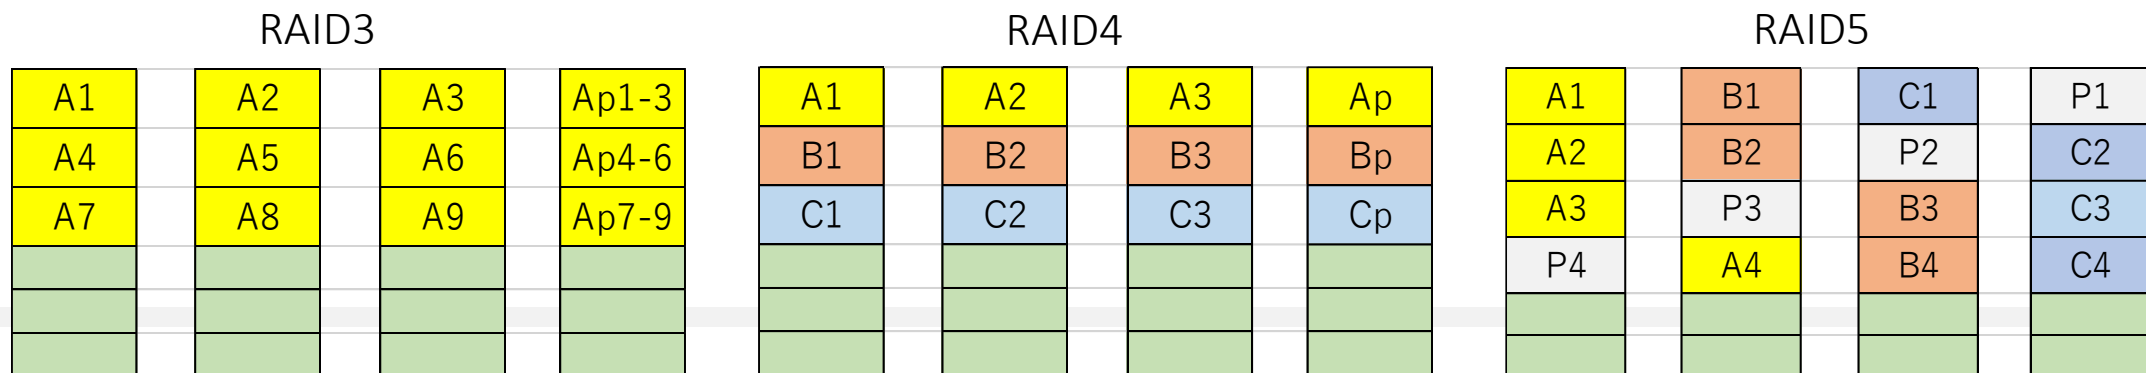 RAID3 RAID4 RAID5
A1 A2 A3 Ap1-3 A1 A2 A3 Ap A1 B1 C1 P1
A4 A5 A6 Ap4-6 B1 B2 B3 Bp A2 B2 P2 C2
A7 A8 A9 Ap7-9 C1 C2 C3 Cp A3 P3 B3 C3
P4 A4 B4 C4